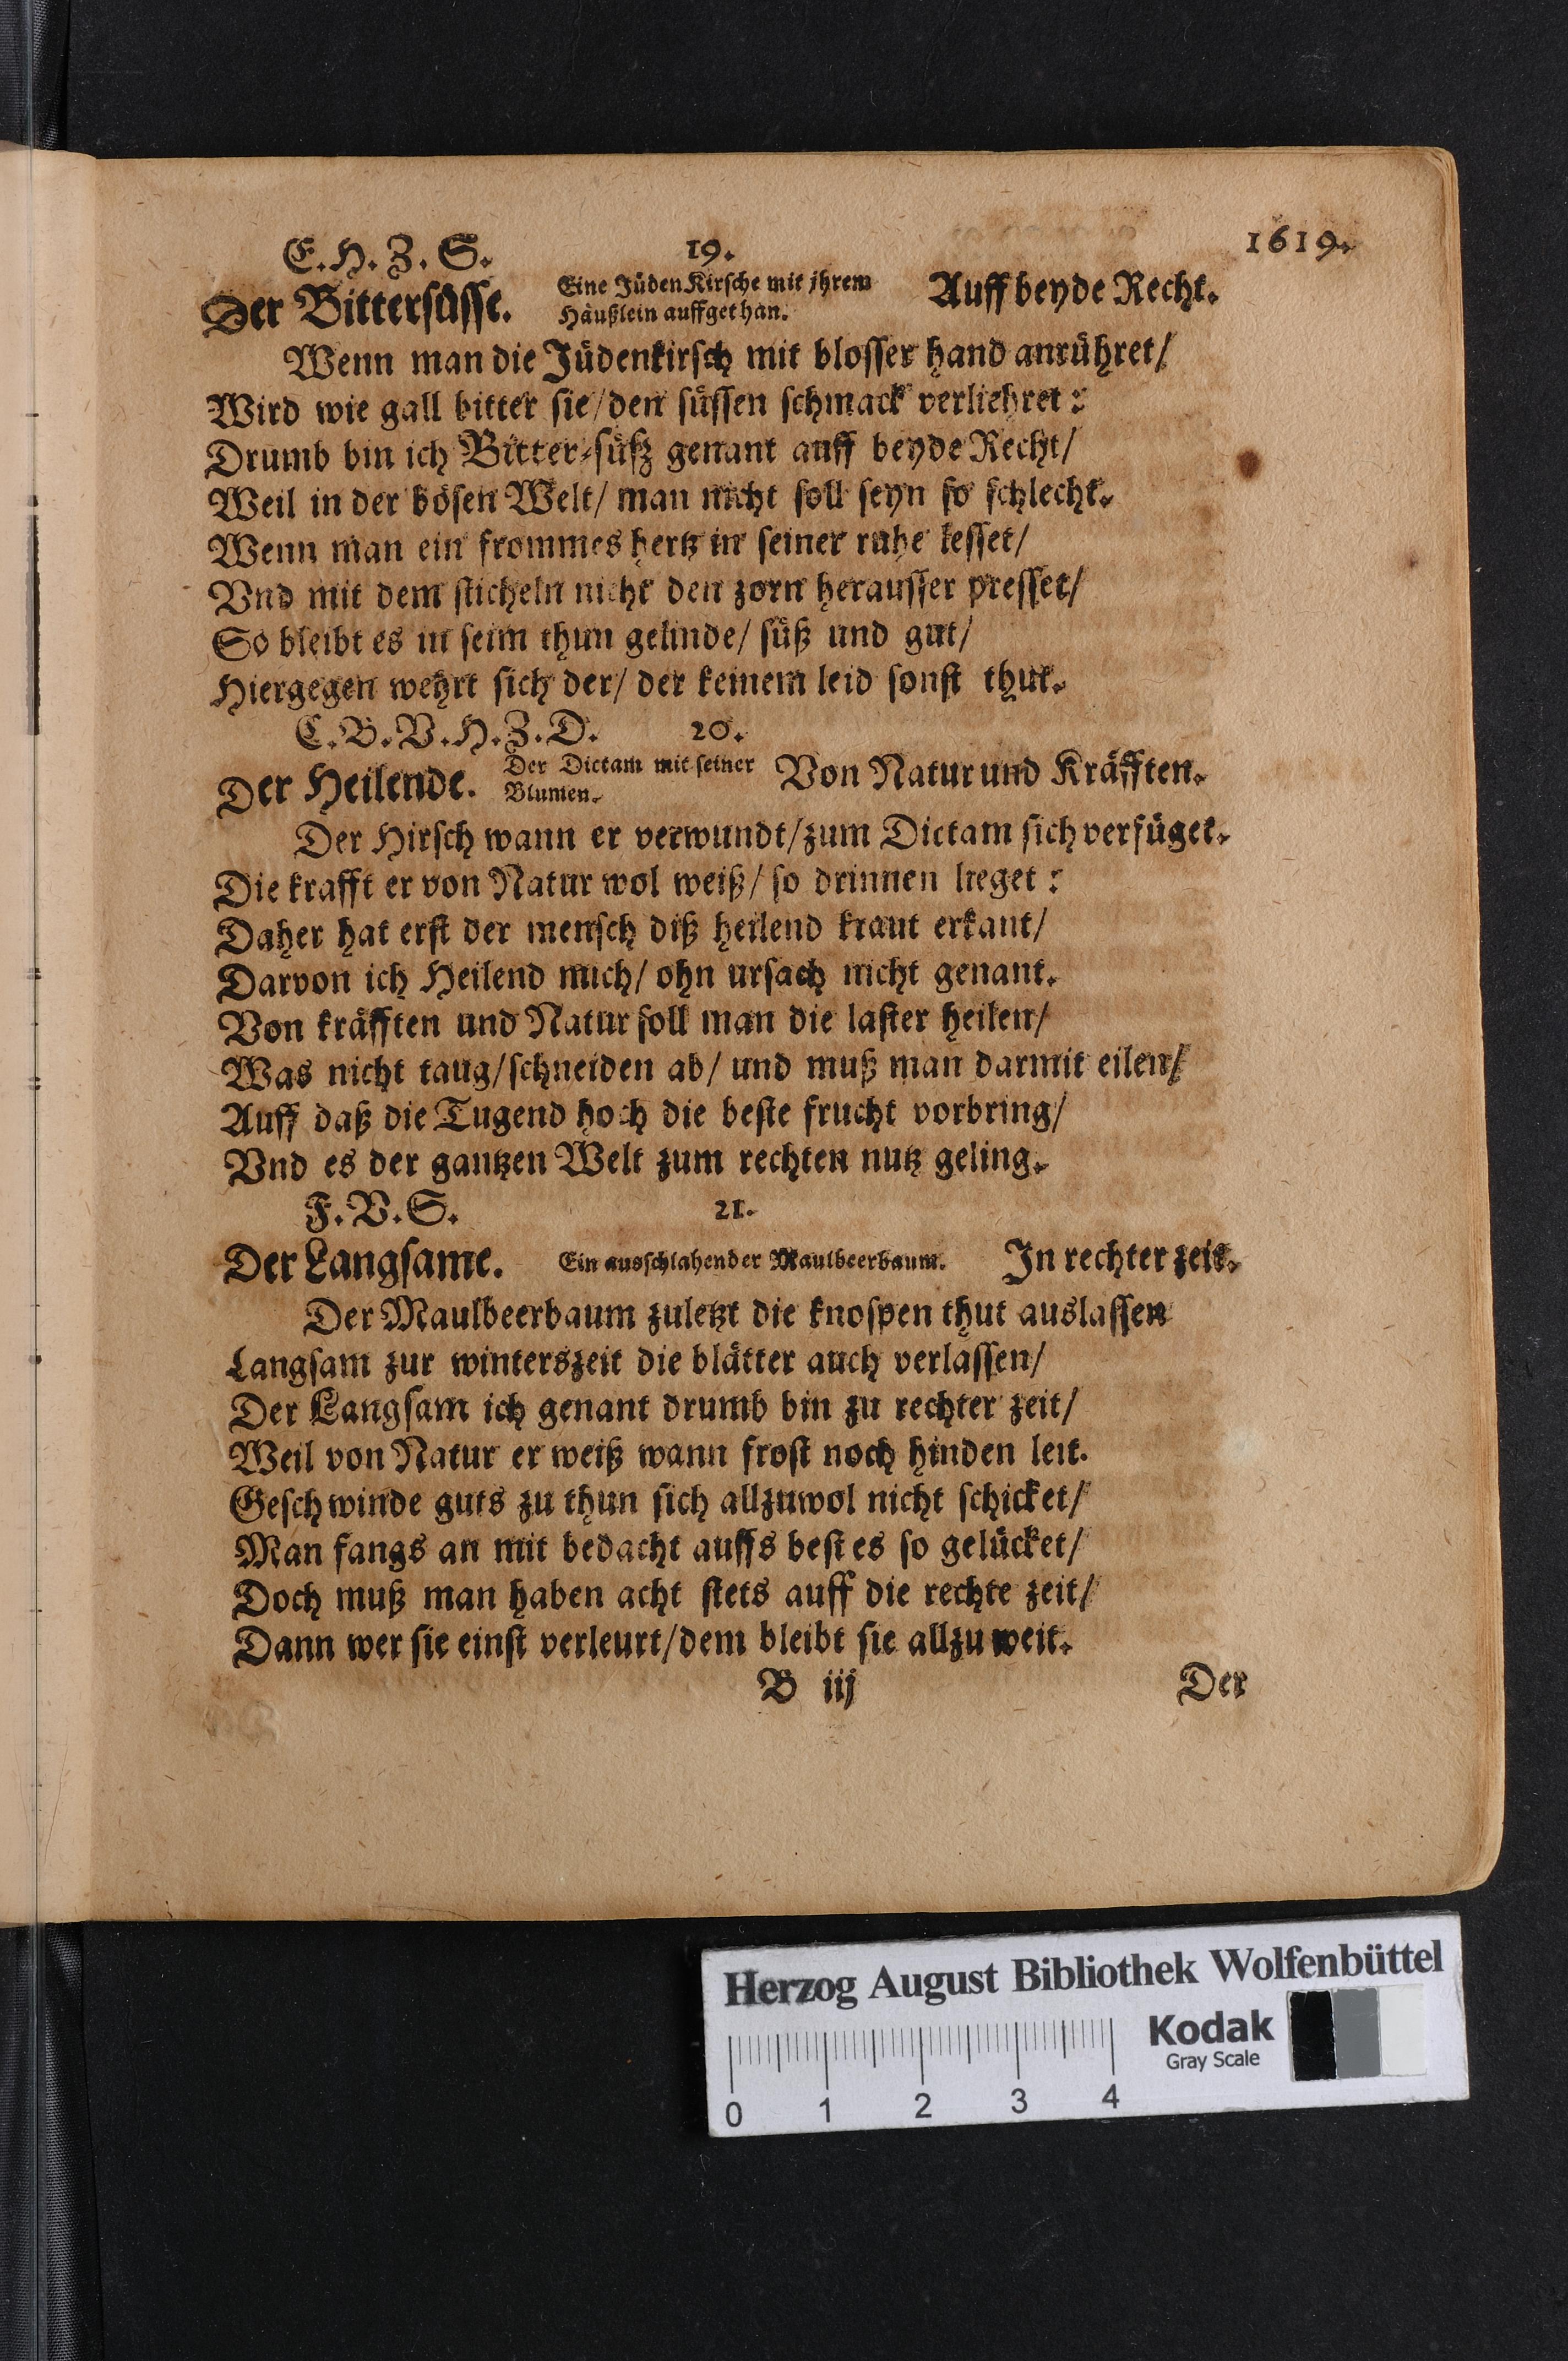 E. H. Z. S. 19. 1619.
Der Bittersüsse. Eine Jüden Kirsche mit jhrem Häußlein auffgethan. Auff beyde Recht.
Wenn man die Jüdenkirsch mit blosser hand anrühret/
Wird wie gall bitter sie/den süssen schmack verliehret:
Drumb bin ich Bitter-süß genant auff beyde Recht/
Weil in der bösen Welt/ man nicht soll seyn so schlecht.
Wenn man ein frommes hertz in seiner ruhe lesset/
Vnd mit dem sticheln nicht den zorn herausser presset/
So bleibt es in seim thun gelinde/ süß und gut/
Hiergegen wehrt sich der/ der keinem leid sonst thut.
C. B. V. H. Z. D. 20.
Der Heilende. Der Dictam mit seiner Blumen. Von Natur und Kräfften.
Der Hirsch wann er verwundt/zum Dictam sich verfüget.
Die krafft er von Natur wol weiß/ so drinnen lieget:
Daher hat erst der mensch diß heilend kraut erkant/
Darvon ich Heilend mich/ ohn ursach nicht genant.
Von kräfften und Natur soll man die laster heilen/
Was nicht taug/schneiden ab/ und muß man darmit eilen/
Auff daß die Tugend hoch die beste frucht vorbring/
Vnd es der gantzen Welt zum rechten nutz geling.
F. V. S. 21.
Der Langsame. Ein ausschlahender Maulbeerbaum. In rechter zeit.
Der Maulbeerbaum zuletzt die knospen thut auslassen
Langsam zur winterszeit die blätter auch verlassen/
Der Langsam ich genant drumb bin zu rechter zeit/
Weil von Natur er weiß wann frost noch hinden leit.
Geschwinde guts zu thun sich allzuwol nicht schicket/
Man fangs an mit bedacht auffs best es so gelücket/
Doch muß man haben acht stets auff die rechte zeit/
Dann wer sie einst verleurt/dem bleibt sie allzu weit.
B iij Der
Herzog August Bibliothek Wolfenbüttel
Kodak
Gray Scale
0 1 2 3 4